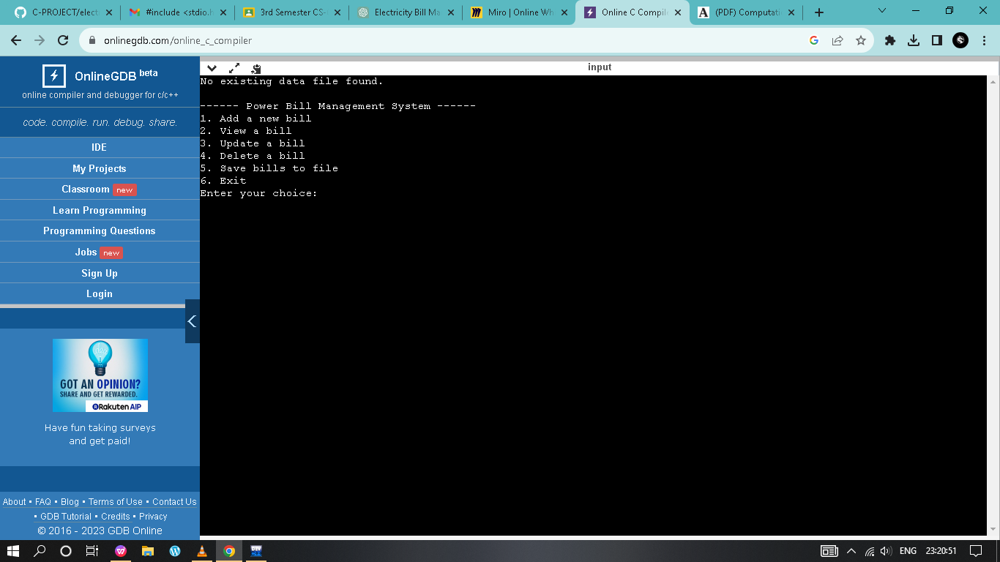 C-PROJECT/elect
#include <stdio.h
3rd Semester CS-
Electricity Bill Ma
Miro | Online Wh
Online C Compile
(PDF) Computati
onlinegdb.com/online_c_compiler
OnlineGDB beta
online compiler and debugger for c/c++
code. compile. run. debug. share.
IDE
My Projects
Classroom new
Learn Programming
Programming Questions
Jobs new
Sign Up
Login
GOT AN OPINION?
SHARE AND GET REWARDED.
Rakuten AIP
Have fun taking surveys
and get paid!
About • FAQ • Blog • Terms of Use • Contact Us
• GDB Tutorial • Credits • Privacy
© 2016 - 2023 GDB Online
input
No existing data file found.
------ Power Bill Management System ------
1. Add a new bill
2. View a bill
3. Update a bill
4. Delete a bill
5. Save bills to file
6. Exit
Enter your choice:
ENG
23:20:51